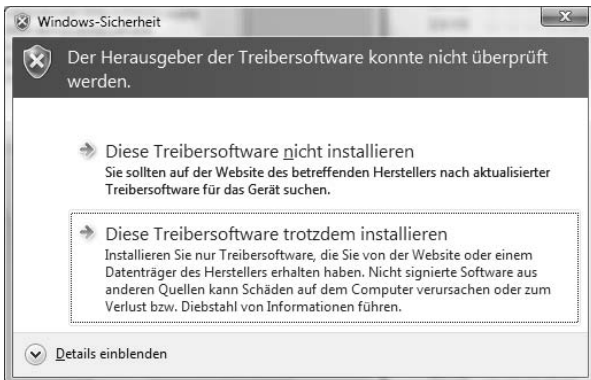 Windows-Sicherheit
Der Herausgeber der Treibersoftware konnte nicht überprüft
werden.
Diese Treibersoftware nicht installieren
Sie sollten auf der Website des betreffenden Herstellers nach aktualisierter
Treibersoftware für das Gerät suchen.
Diese Treibersoftware trotzdem installieren
Installieren Sie nur Treibersoftware, die Sie von der Website oder einem
Datenträger des Herstellers erhalten haben. Nicht signierte Software aus
anderen Quellen kann Schäden auf dem Computer verursachen oder zum
Verlust bzw. Diebstahl von Informationen führen.
Details einblenden